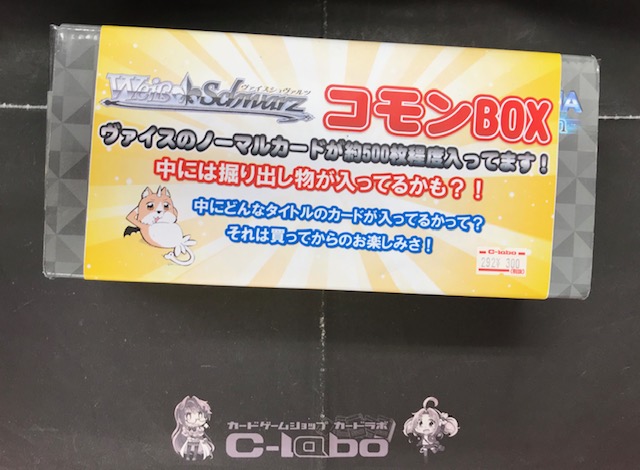 ヴァイスシュヴァルツ
Weiß Schwarz
コモンBOX
ヴァイスのノーマルカードが約500枚程度入ってます！
中には掘り出し物が入ってるかも？！
中にどんなタイトルのカードが入ってるかって？
それは買ってからのお楽しみさ！
C-labo
292Y 300
カードゲームショップ カードラボ
C-labo